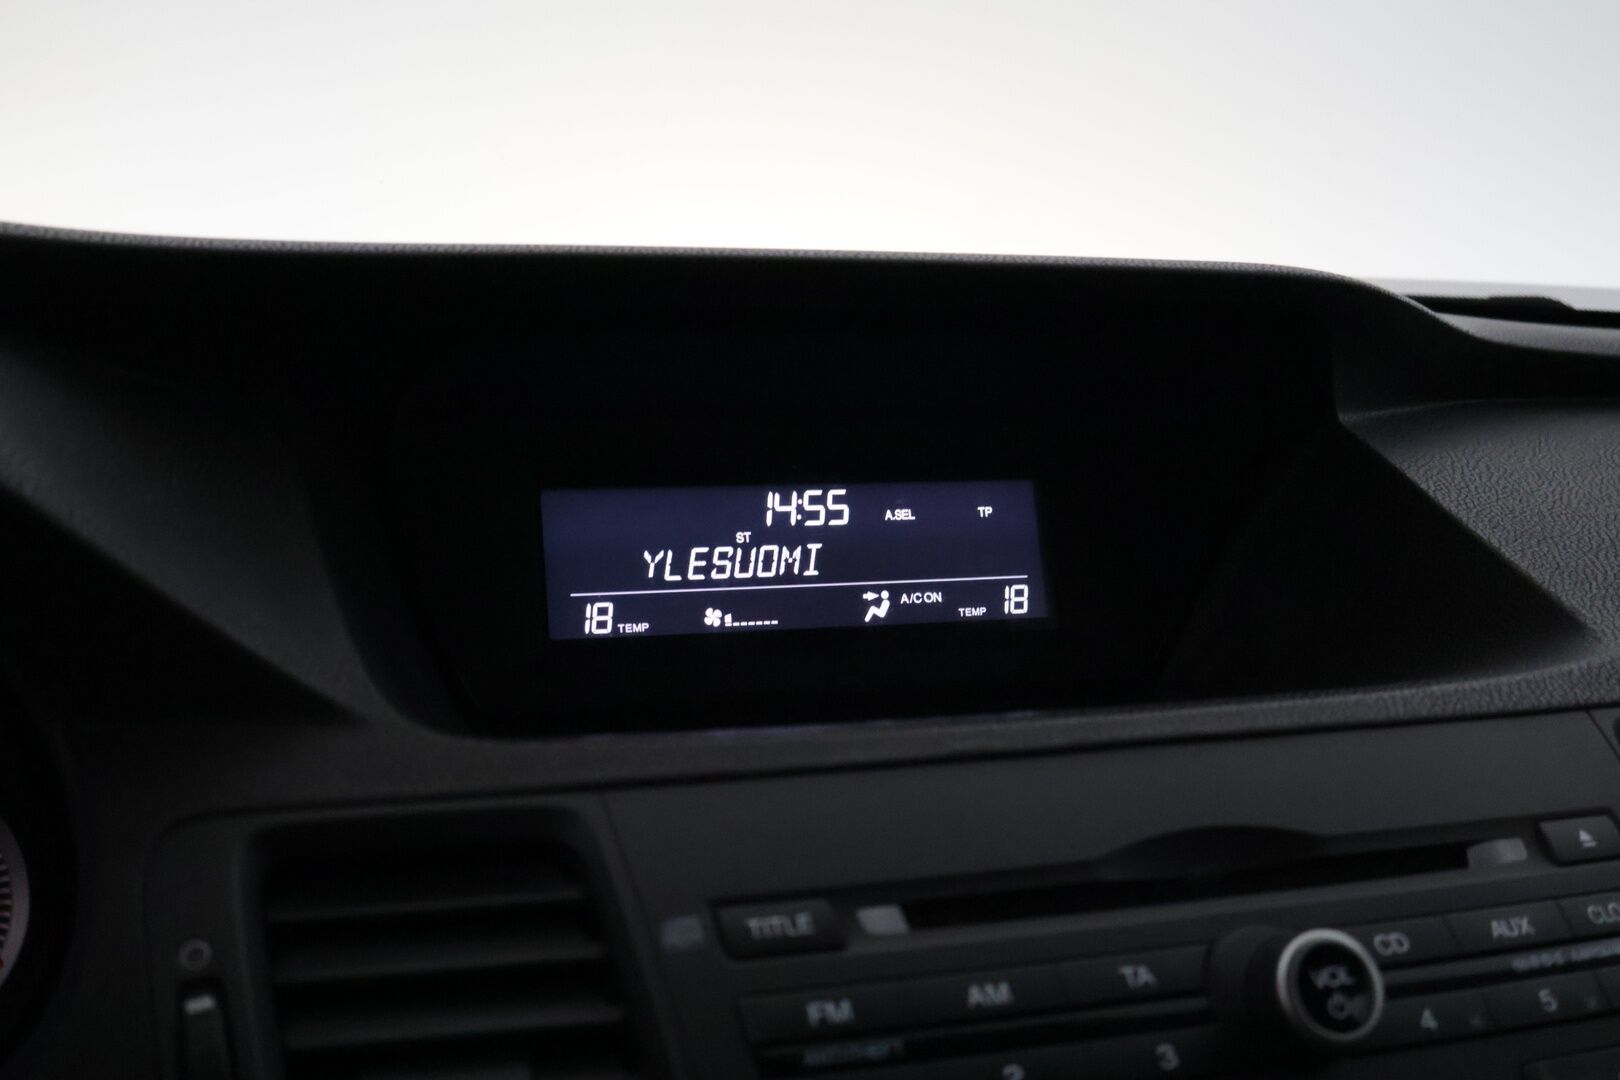 14:55 A.SEL TP
ST
YLESUOMI
18 TEMP A/C ON TEMP 18
TITLE
CD AUX
FM AM TA
VOL
2 3 4 5